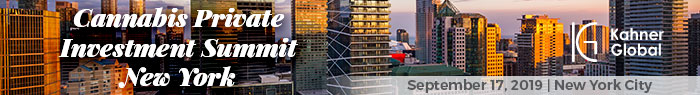 Cannabis Private
Investment Summit
New York
Kahner
Global
September 17, 2019 | New York City